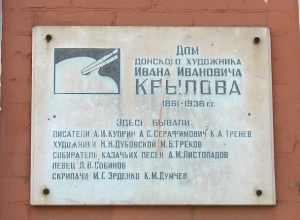 Дом
донского художника
Ивана Ивановича
Крылова
1861-1936 гг.
Здесь бывали:
писатели А.И.Куприн А.С.Серафимович К.А.Тренев
художники Н.Н.Дубовской М.Б.Греков
собиратель казачьих песен А.М.Листопадов
певец Л.В.Собинов
скрипачи М.Г.Эрденко К.М.Думчев